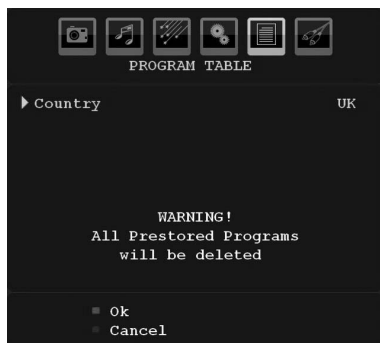 PROGRAM TABLE
Country UK
WARNING!
All Prestored Programs
will be deleted
Ok
Cancel